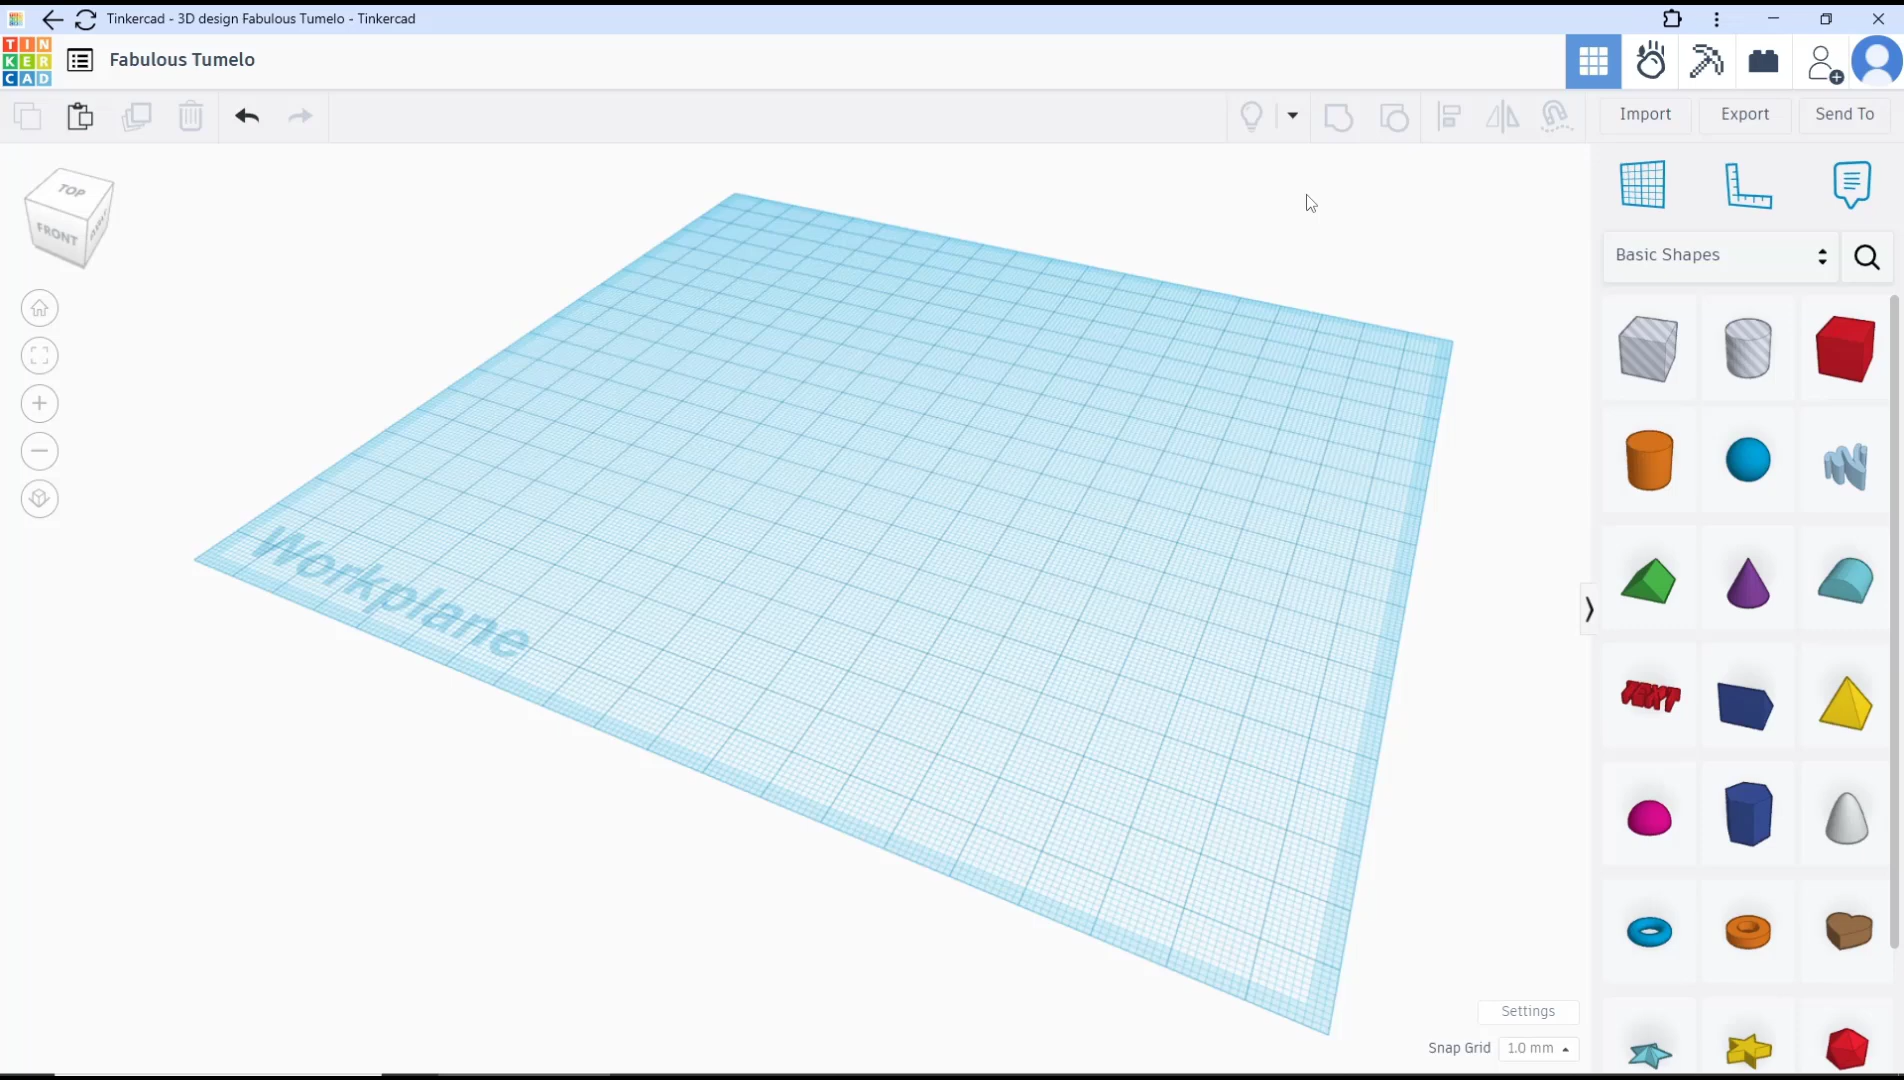 Tinkercad - 3D design Fabulous Tumelo - Tinkercad
TIN
KER
CAD
Fabulous Tumelo
Import
Export
Send To
TOP
FRONT
Basic Shapes
Workplane
TEXT
Settings
Snap Grid
1.0 mm